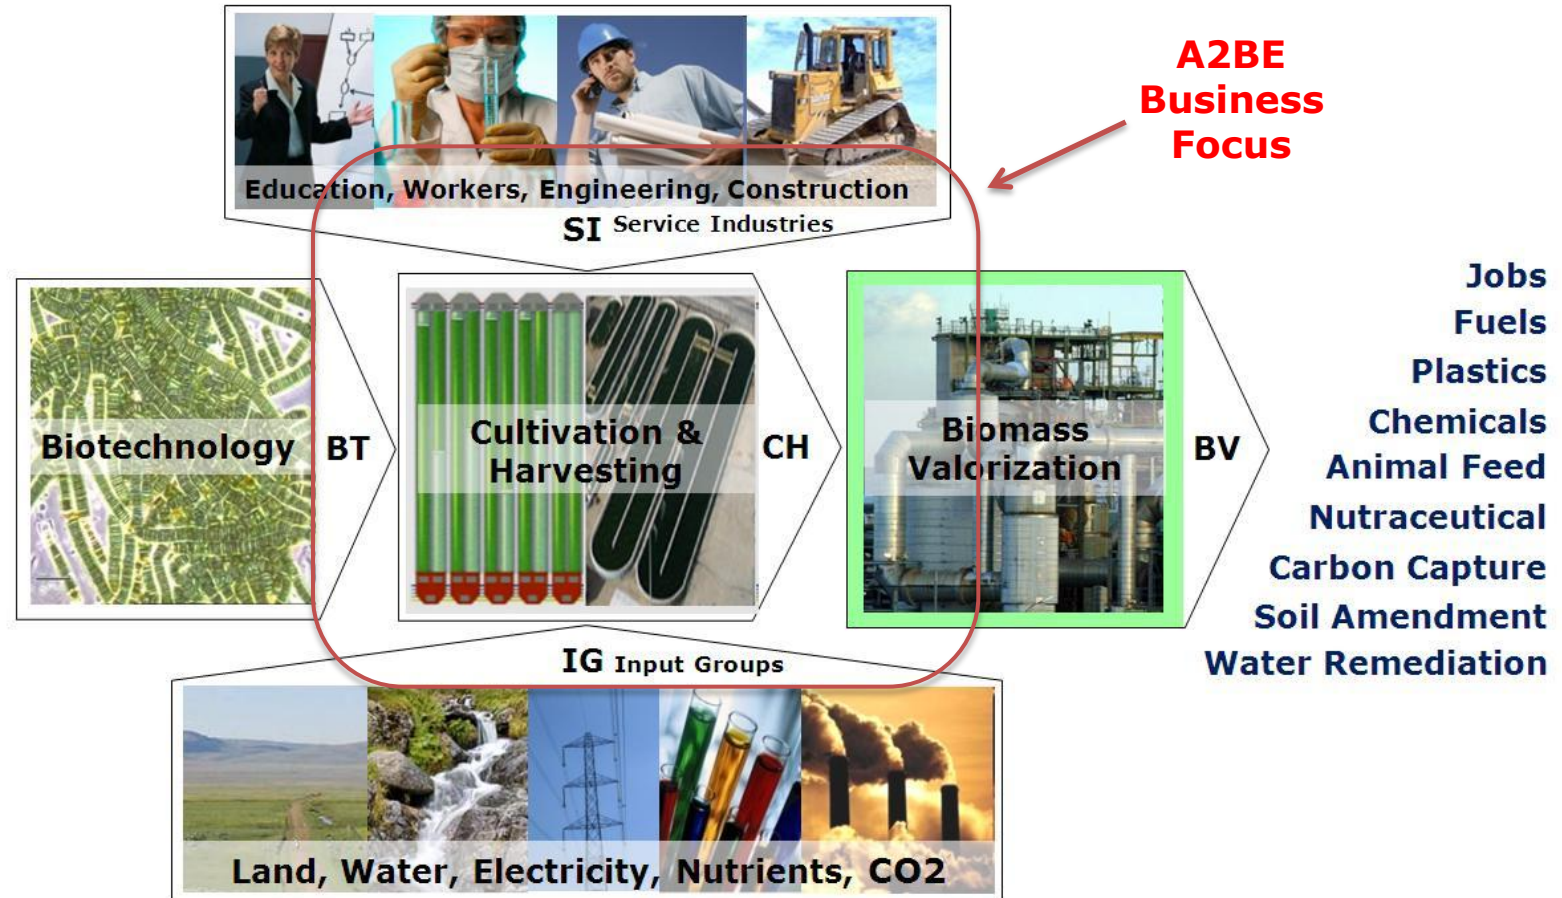 A2BE
Business
Focus
Education, Workers, Engineering, Construction
SI Service Industries
Biotechnology
BT
Cultivation &
Harvesting
CH
Biomass
Valorization
BV
Jobs
Fuels
Plastics
Chemicals
Animal Feed
Nutraceutical
Carbon Capture
Soil Amendment
Water Remediation
IG Input Groups
Land, Water, Electricity, Nutrients, CO2